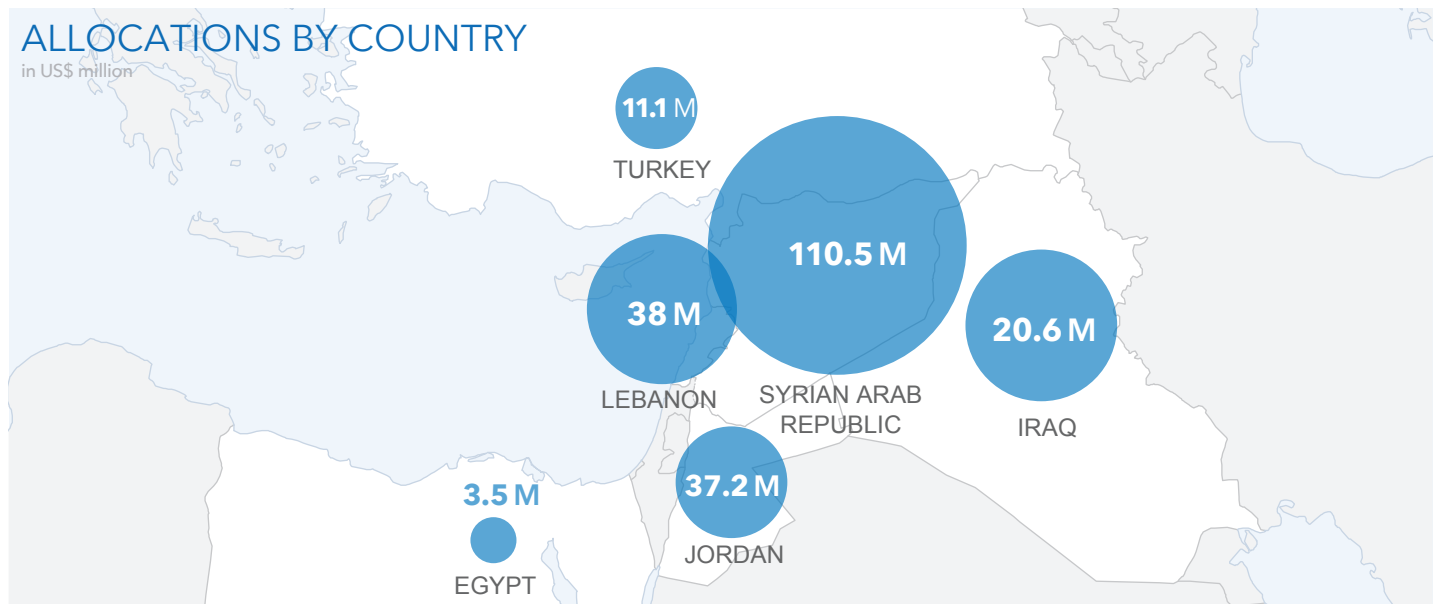 ALLOCATIONS BY COUNTRY
in US$ million
11.1 M
TURKEY
110.5 M
SYRIAN ARAB
REPUBLIC
38 M
LEBANON
20.6 M
IRAQ
37.2 M
JORDAN
3.5 M
EGYPT